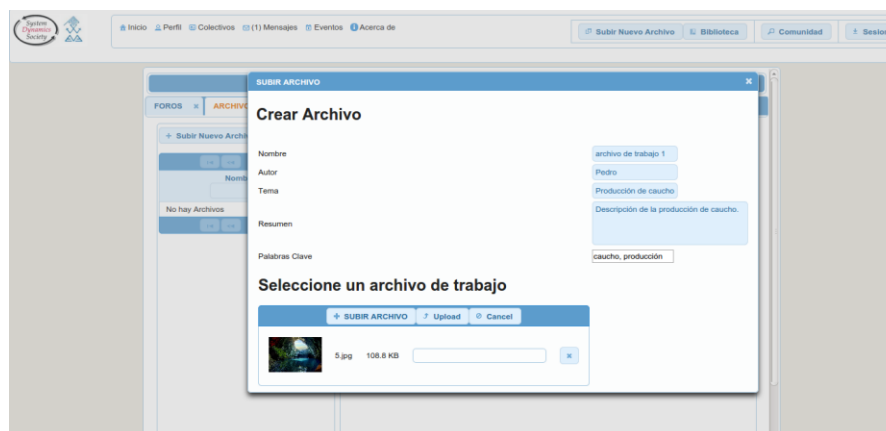 System
Dynamics
Society
Inicio Perfil Colectivos (1) Mensajes Eventos Acerca de
Subir Nuevo Archivo Biblioteca Comunidad Sesion
SUBIR ARCHIVO
FOROS ARCHIVO
Crear Archivo
+ Subir Nuevo Archi
Nombre archivo de trabajo 1
Autor Pedro
Nomb
Tema Producción de caucho
No hay Archivos
Resumen Descripción de la producción de caucho.
Palabras Clave caucho, producción
Seleccione un archivo de trabajo
+ SUBIR ARCHIVO Upload Cancel
5.jpg 108.8 KB